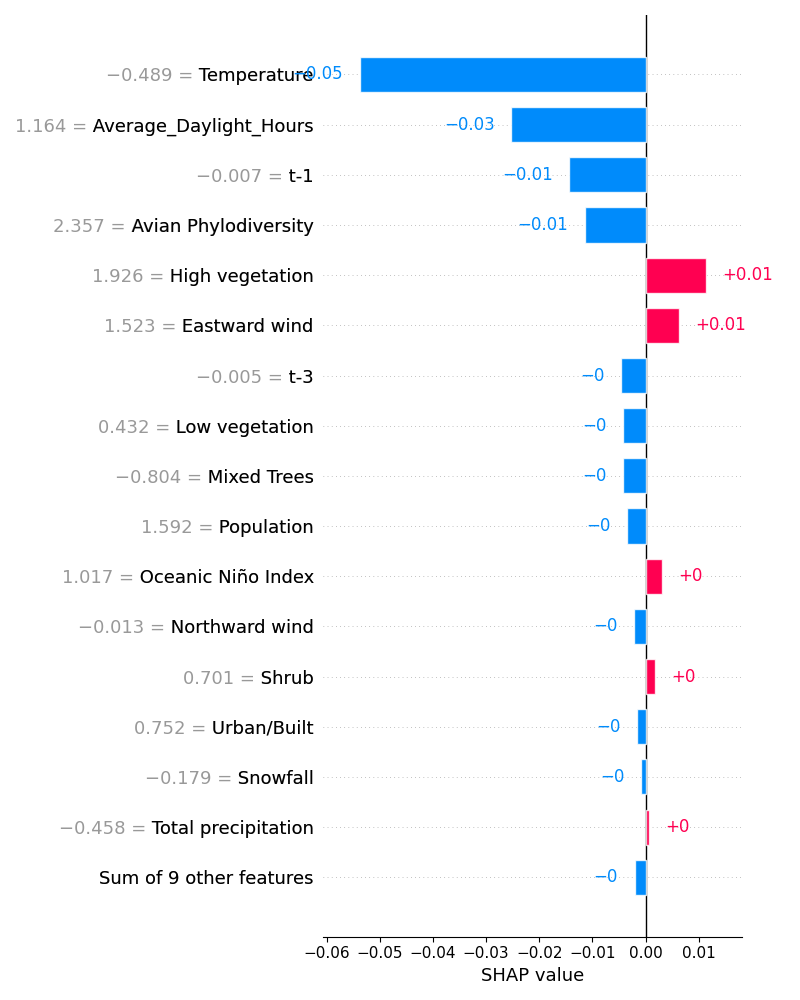 −0.489 = Temperature −0.05
1.164 = Average_Daylight_Hours −0.03
−0.007 = t-1 −0.01
2.357 = Avian Phylodiversity −0.01
1.926 = High vegetation +0.01
1.523 = Eastward wind +0.01
−0.005 = t-3 −0
0.432 = Low vegetation −0
−0.804 = Mixed Trees −0
1.592 = Population −0
1.017 = Oceanic Niño Index +0
−0.013 = Northward wind −0
0.701 = Shrub +0
0.752 = Urban/Built −0
−0.179 = Snowfall −0
−0.458 = Total precipitation +0
Sum of 9 other features −0
−0.06 −0.05 −0.04 −0.03 −0.02 −0.01 0.00 0.01
SHAP value